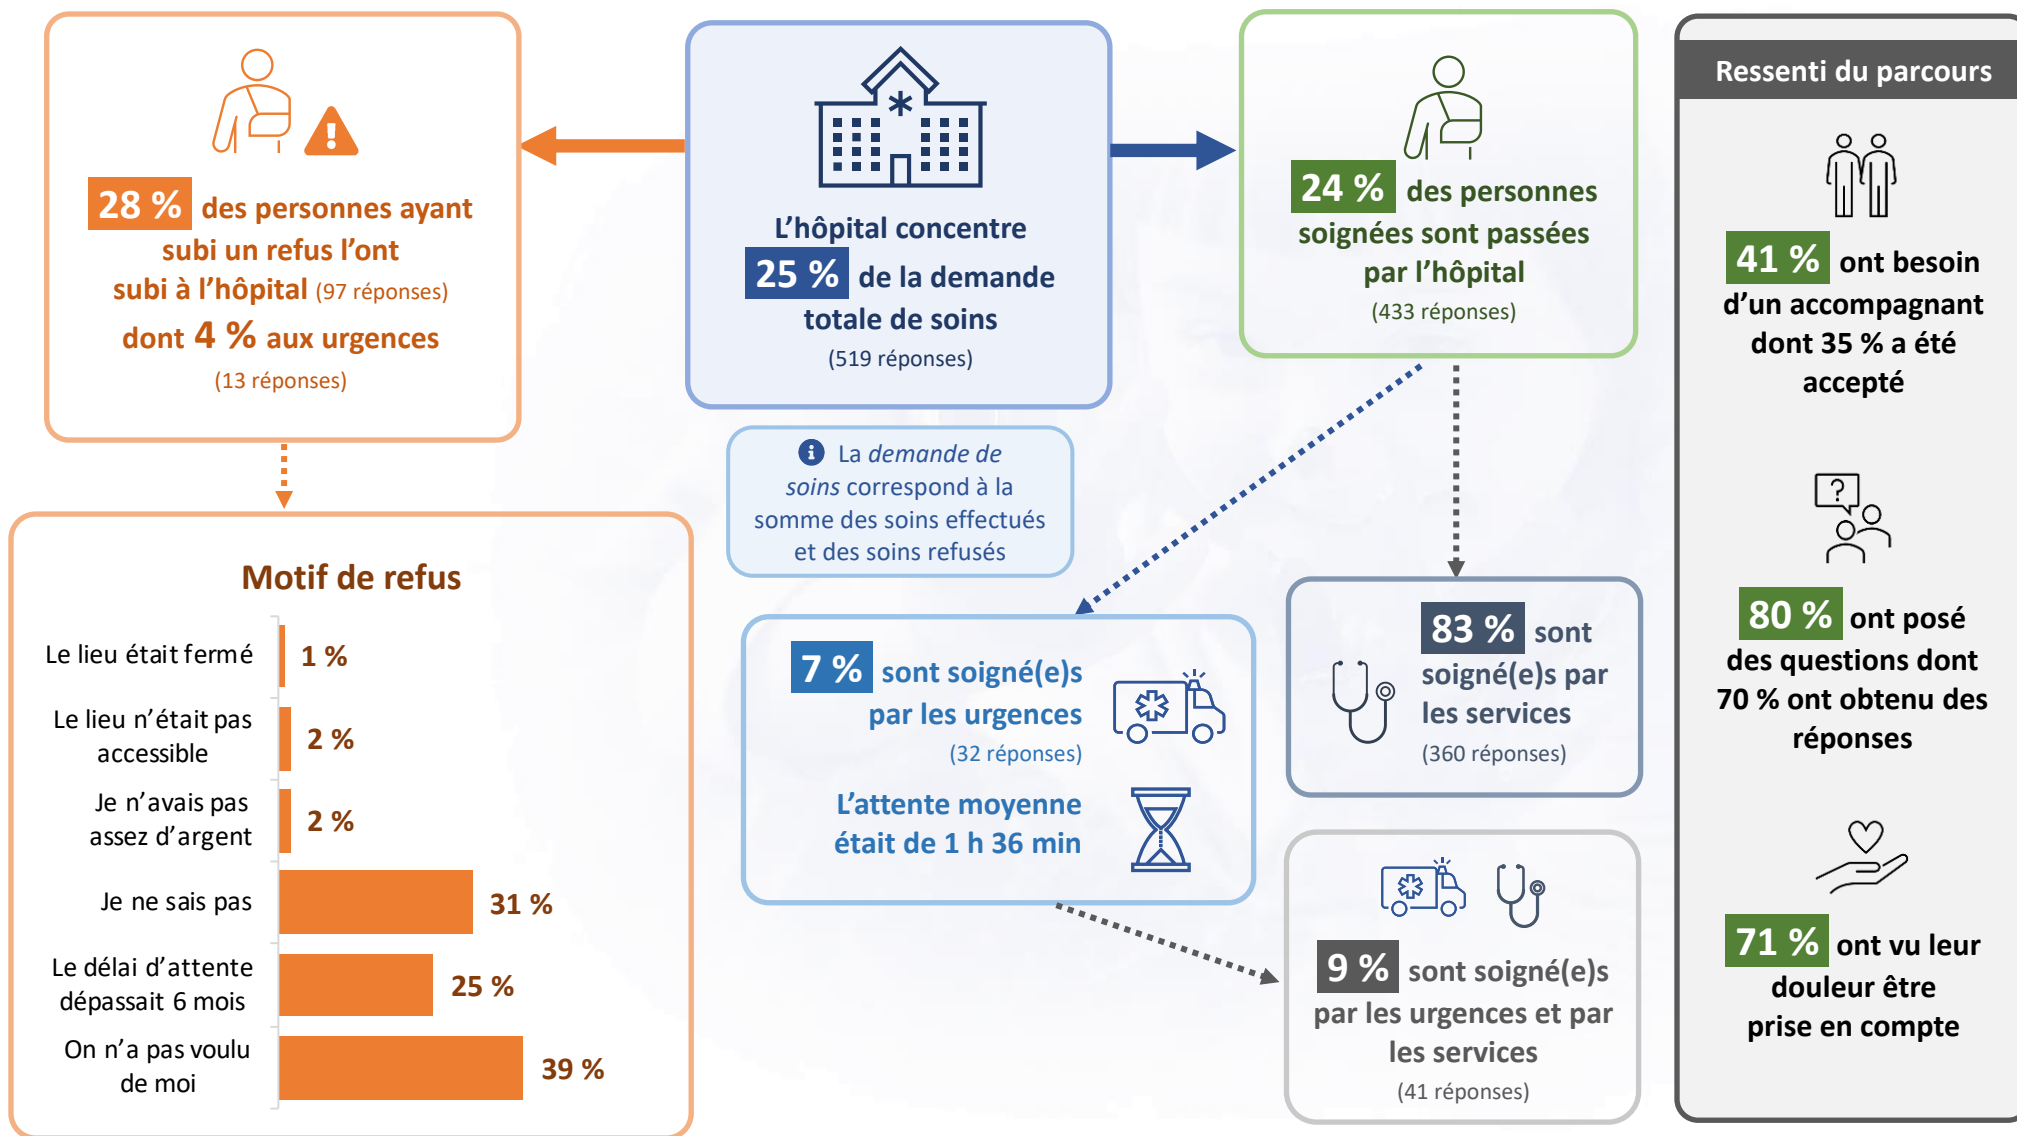 28 % des personnes ayant
subi un refus l’ont
subi à l’hôpital (97 réponses)
dont 4 % aux urgences
(13 réponses)
L’hôpital concentre
25 % de la demande
totale de soins
(519 réponses)
24 % des personnes
soignées sont passées
par l’hôpital
(433 réponses)
La demande de
soins correspond à la
somme des soins effectués
et des soins refusés
Motif de refus
Le lieu était fermé
1 %
Le lieu n’était pas
accessible
2 %
Je n’avais pas
assez d’argent
2 %
Je ne sais pas
31 %
Le délai d’attente
dépassait 6 mois
25 %
On n’a pas voulu
de moi
39 %
7 % sont soigné(e)s
par les urgences
(32 réponses)
L’attente moyenne
était de 1 h 36 min
83 % sont
soigné(e)s par
les services
(360 réponses)
9 % sont soigné(e)s
par les urgences et par
les services
(41 réponses)
Ressenti du parcours
41 % ont besoin
d’un accompagnant
dont 35 % a été
accepté
?
80 % ont posé
des questions dont
70 % ont obtenu des
réponses
71 % ont vu leur
douleur être
prise en compte